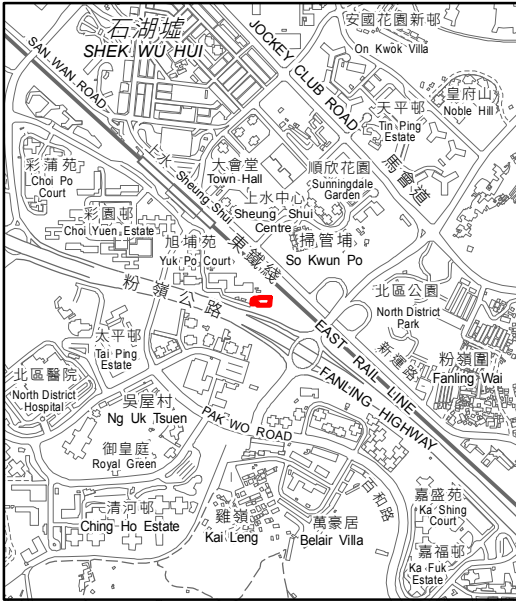 石湖墟
SHEK WU HUI
安國花園新邨
On Kwok Villa
JOCKEY CLUB ROAD
馬會道
SAN WAN ROAD
皇府山
Noble Hill
天平邨
Tin Ping
Estate
彩蒲苑
Choi Po
Court
上水 Sheung Shui
大會堂
Town Hall
順欣花園
Sunningdale
Garden
上水中心
Sheung Shui
Centre
彩園邨
Choi Yuen Estate
旭埔苑
Yuk Po Court
東鐵綫
EAST RAIL LINE
掃管埔
So Kwun Po
粉嶺公路
FANLING HIGHWAY
北區公園
North District
Park
新運路
粉嶺圍
Fanling Wai
太平邨
Tai Ping
Estate
北區醫院
North District
Hospital
吳屋村
Ng Uk Tsuen
PAK WO ROAD
百和路
御皇庭
Royal Green
清河邨
Ching Ho Estate
雞嶺
Kai Leng
萬豪居
Belair Villa
嘉盛苑
Ka Shing
Court
嘉福邨
Ka Fuk
Estate